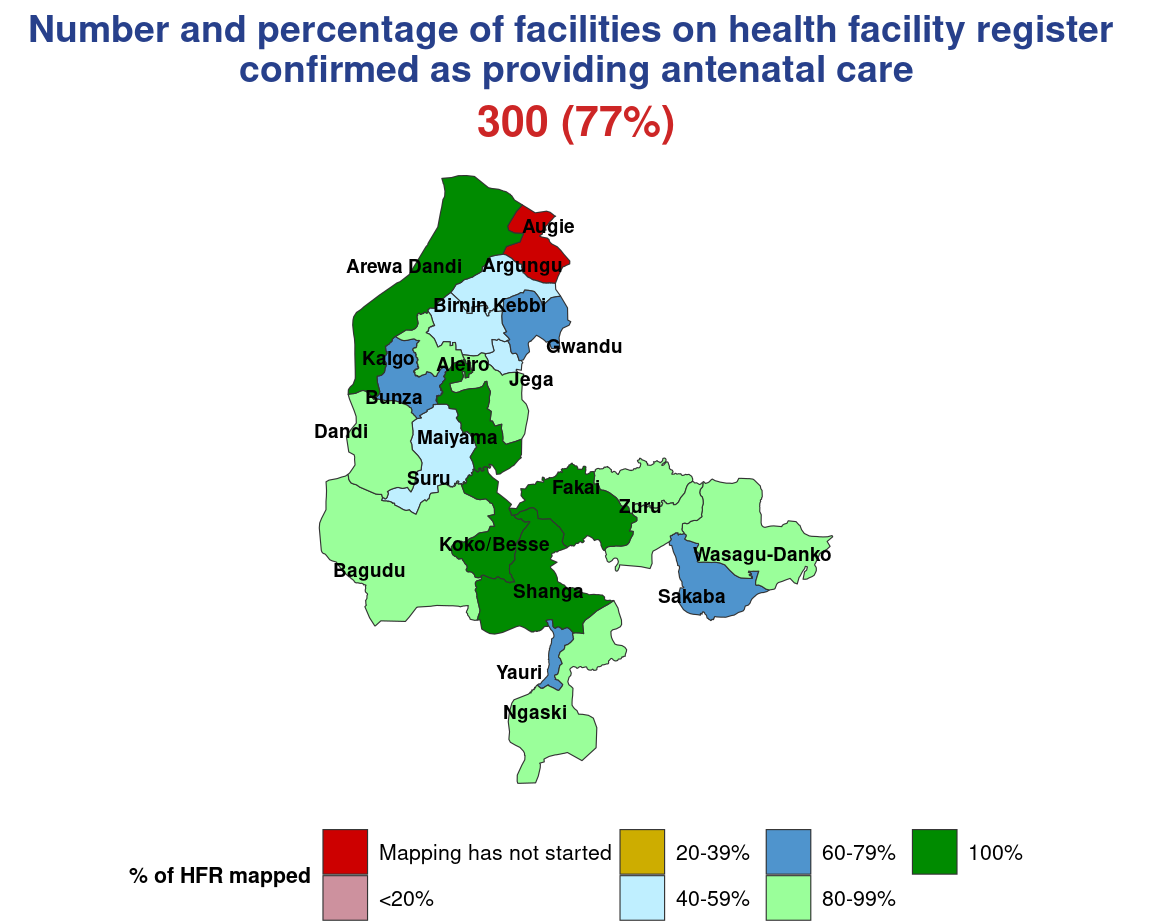 Number and percentage of facilities on health facility register
confirmed as providing antenatal care
300 (77%)
Augie
Arewa Dandi
Argungu
Birnin Kebbi
Gwandu
Kalgo
Aleiro
Jega
Bunza
Dandi
Maiyama
Suru
Fakai
Zuru
Koko/Besse
Wasagu-Danko
Bagudu
Shanga
Sakaba
Yauri
Ngaski
% of HFR mapped
Mapping has not started
<20%
20-39%
40-59%
60-79%
80-99%
100%